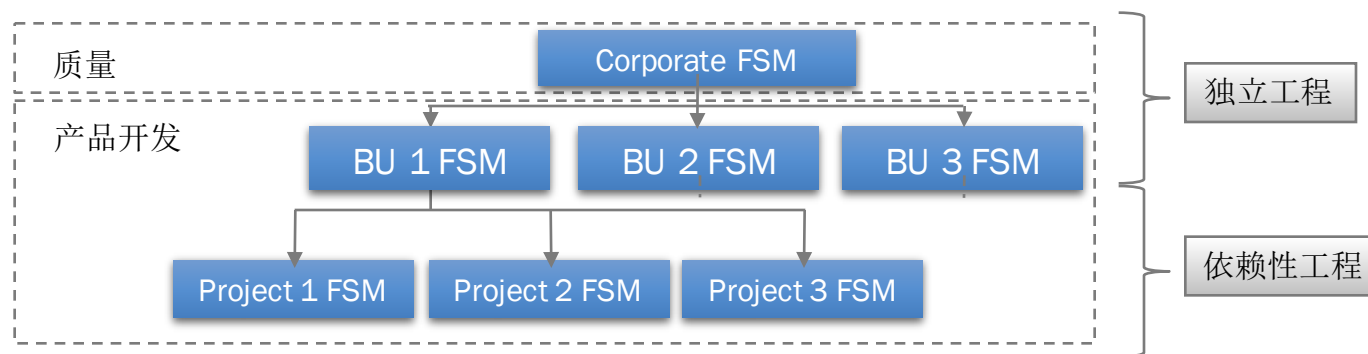 质量
Corporate FSM
独立工程
产品开发
BU 1 FSM
BU 2 FSM
BU 3 FSM
依赖性工程
Project 1 FSM
Project 2 FSM
Project 3 FSM